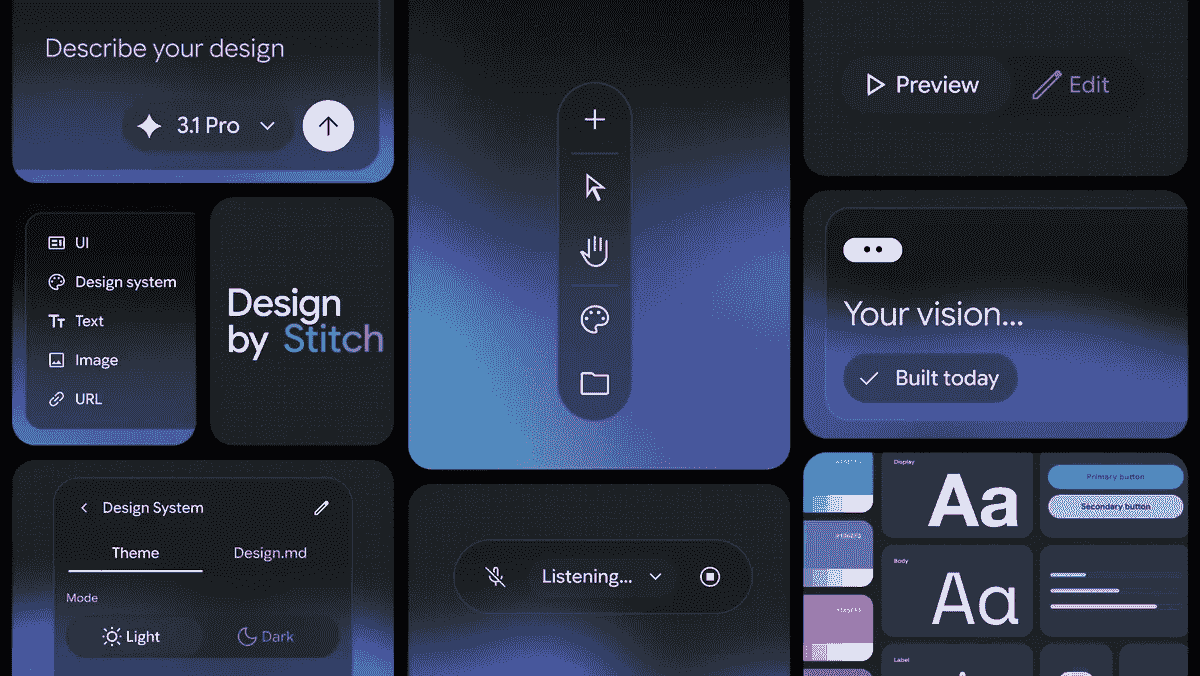 Describe your design
3.1 Pro
UI
Design system
Text
Image
URL
Design
by Stitch
Design System
Theme
Design.md
Mode
Light
Dark
Listening...
Preview
Edit
Your vision...
Built today
Display
Aa
Primary button
Secondary button
Body
Aa
Label